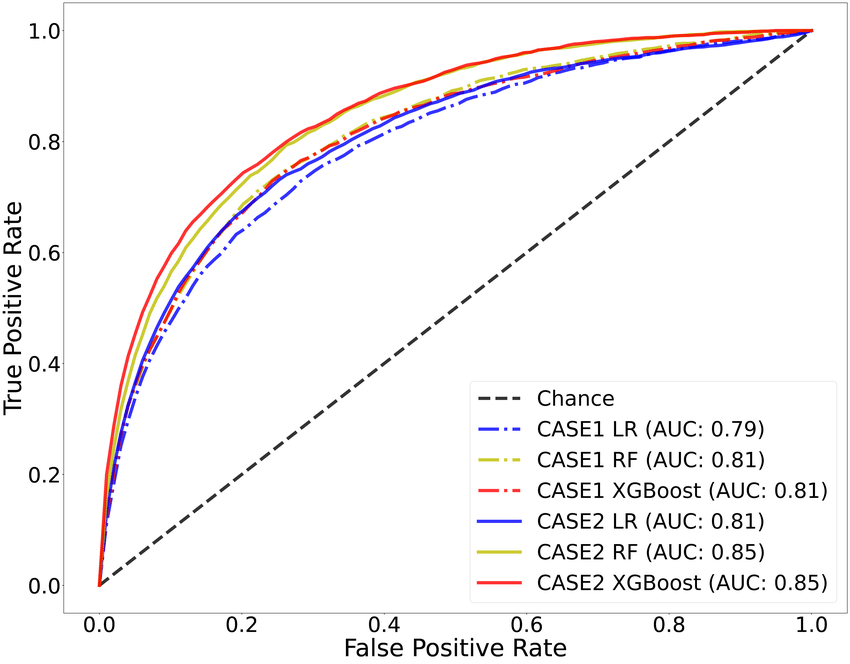 True Positive Rate
1.0
0.8
0.6
0.4
0.2
0.0
Chance
CASE1 LR (AUC: 0.79)
CASE1 RF (AUC: 0.81)
CASE1 XGBoost (AUC: 0.81)
CASE2 LR (AUC: 0.81)
CASE2 RF (AUC: 0.85)
CASE2 XGBoost (AUC: 0.85)
0.0 0.2 0.4 0.6 0.8 1.0
False Positive Rate